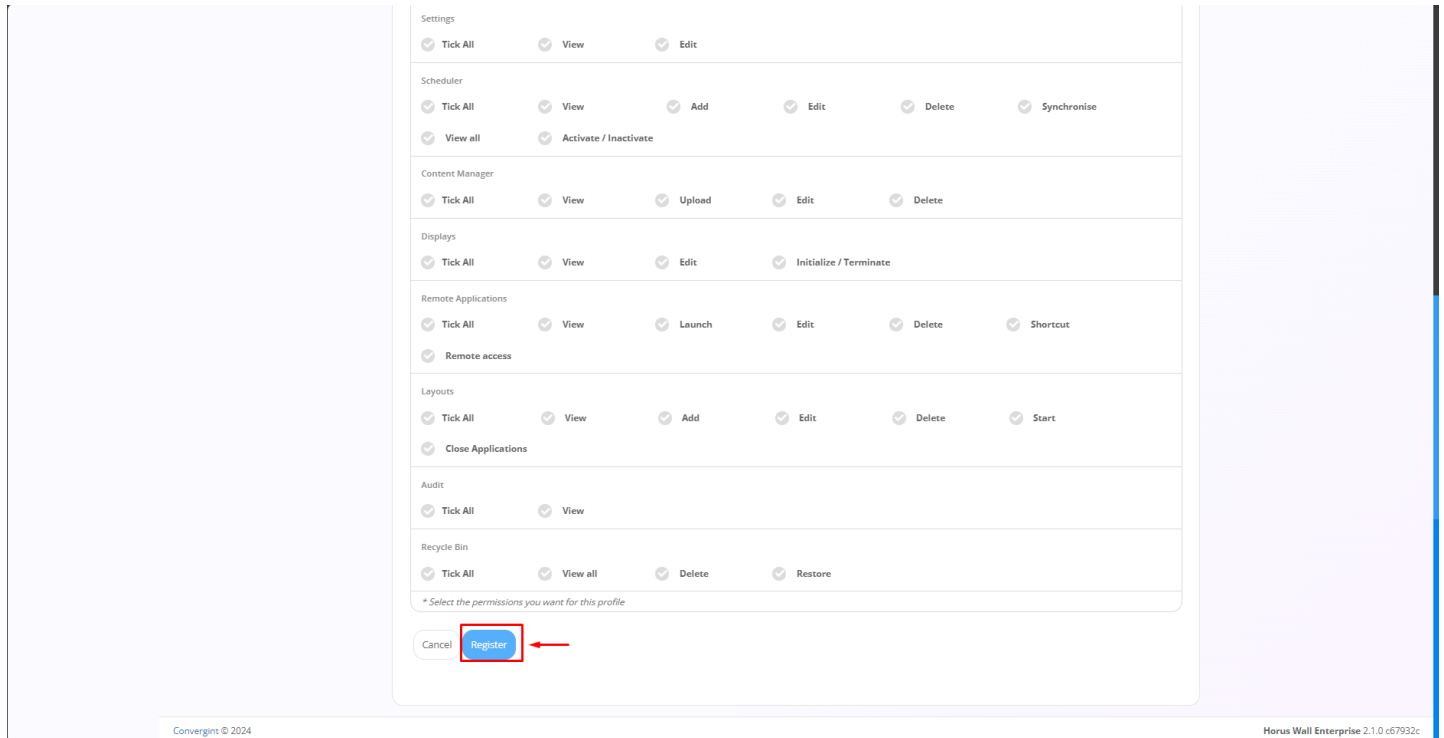 Settings
Tick All View Edit
Scheduler
Tick All View Add Edit Delete Synchronise
View all Activate / Inactivate
Content Manager
Tick All View Upload Edit Delete
Displays
Tick All View Edit Initialize / Terminate
Remote Applications
Tick All View Launch Edit Delete Shortcut
Remote access
Layouts
Tick All View Add Edit Delete Start
Close Applications
Audit
Tick All View
Recycle Bin
Tick All View all Delete Restore
* Select the permissions you want for this profile
Cancel Register
Convergint © 2024 Horus Wall Enterprise 2.1.0 c67932c